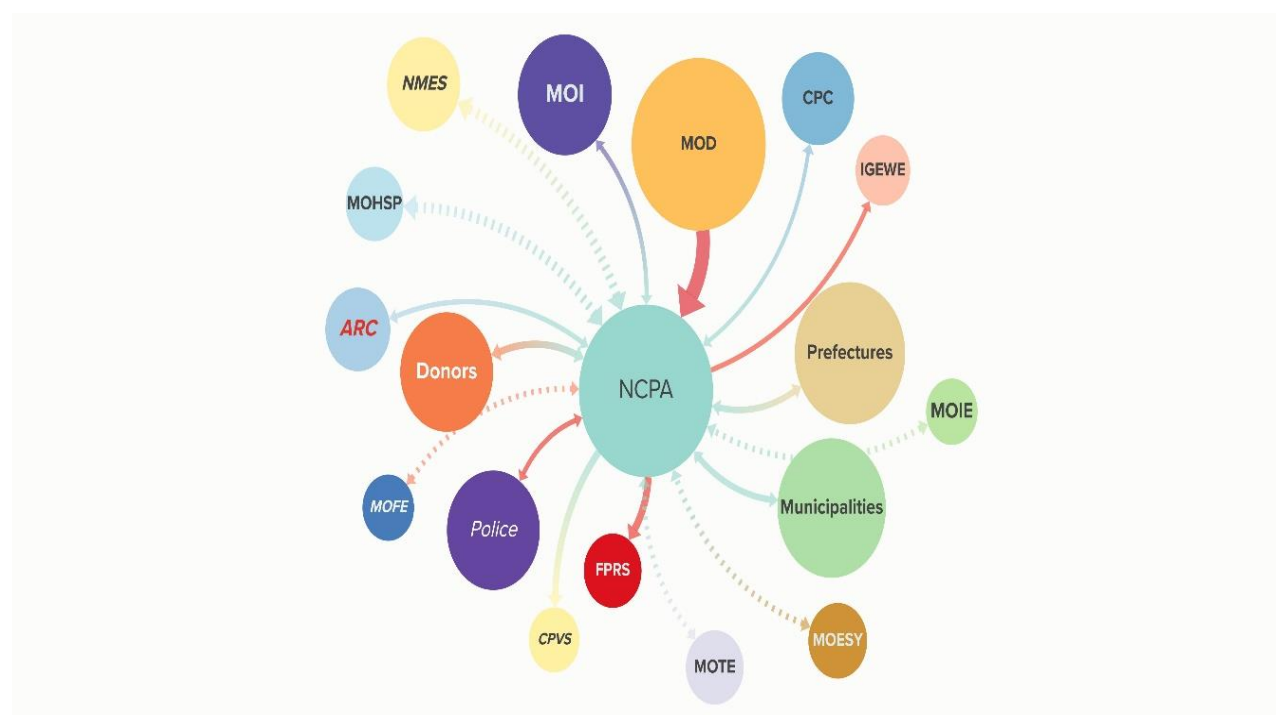 NMES
MOI
MOD
CPC
IGEWE
MOHSP
ARC
Donors
NCPA
Prefectures
MOIE
MOFE
Police
Municipalities
FPRS
CPVS
MOTE
MOESY